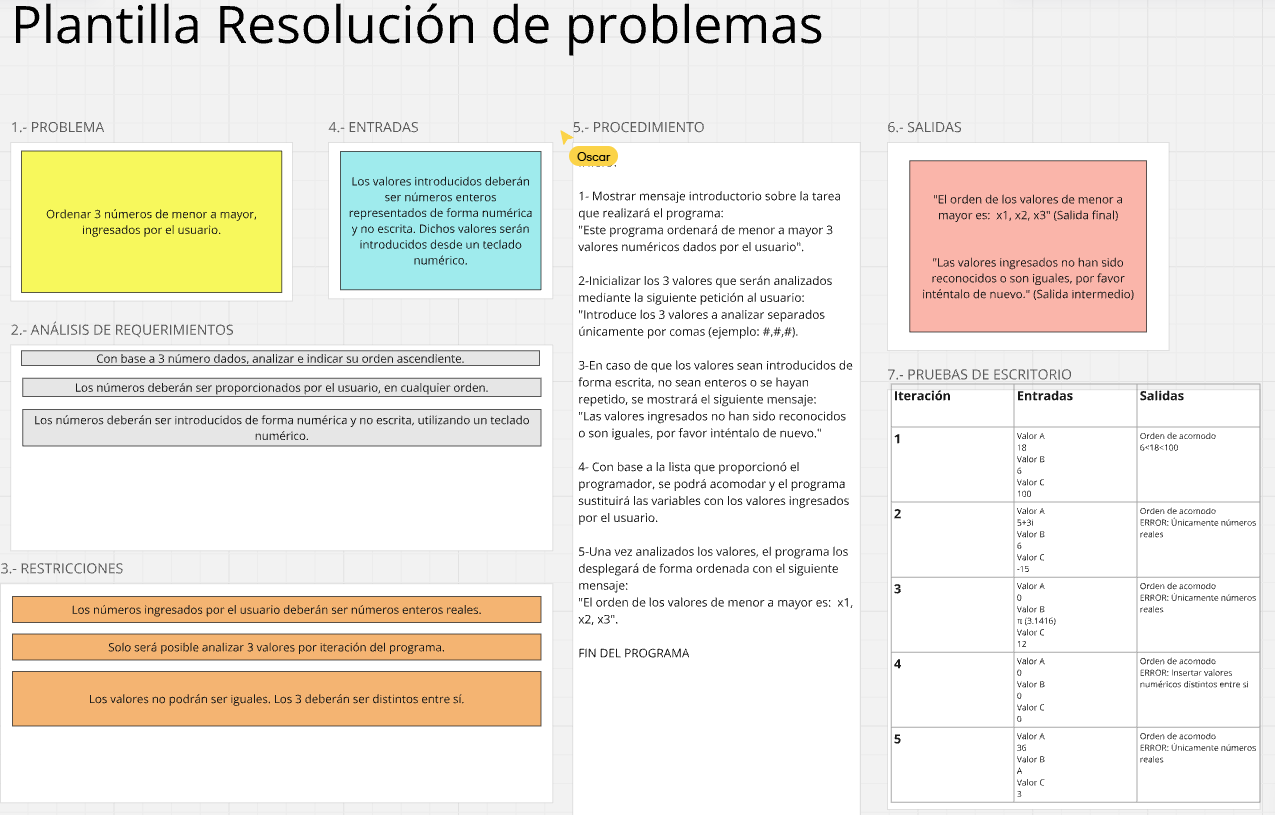 Plantilla Resolución de problemas
1.- PROBLEMA
Ordenar 3 números de menor a mayor,
ingresados por el usuario.
2.- ANÁLISIS DE REQUERIMIENTOS
Con base a 3 número dados, analizar e indicar su orden ascendiente.
Los números deberán ser proporcionados por el usuario, en cualquier orden.
Los números deberán ser introducidos de forma numérica y no escrita, utilizando un teclado
numérico.
3.- RESTRICCIONES
Los números ingresados por el usuario deberán ser números enteros reales.
Solo será posible analizar 3 valores por iteración del programa.
Los valores no podrán ser iguales. Los 3 deberán ser distintos entre sí.
4.- ENTRADAS
Los valores introducidos deberán
ser números enteros
representados de forma numérica
y no escrita. Dichos valores serán
introducidos desde un teclado
numérico.
5.- PROCEDIMIENTO
Oscar
1- Mostrar mensaje introductorio sobre la tarea
que realizará el programa:
"Este programa ordenará de menor a mayor 3
valores numéricos dados por el usuario".
2-Inicializar los 3 valores que serán analizados
mediante la siguiente petición al usuario:
"Introduce los 3 valores a analizar separados
únicamente por comas (ejemplo: #,#,#).
3-En caso de que los valores sean introducidos de
forma escrita, no sean enteros o se hayan
repetido, se mostrará el siguiente mensaje:
"Las valores ingresados no han sido reconocidos
o son iguales, por favor inténtalo de nuevo."
4- Con base a la lista que proporcionó el
programador, se podrá acomodar y el programa
sustituirá las variables con los valores ingresados
por el usuario.
5-Una vez analizados los valores, el programa los
desplegará de forma ordenada con el siguiente
mensaje:
"El orden de los valores de menor a mayor es:  x1,
x2, x3".
FIN DEL PROGRAMA
6.- SALIDAS
"El orden de los valores de menor a
mayor es:  x1, x2, x3" (Salida final)
"Las valores ingresados no han sido
reconocidos o son iguales, por favor
inténtalo de nuevo." (Salida intermedio)
7.- PRUEBAS DE ESCRITORIO
Iteración Entradas Salidas
1
Valor A
18
Valor B
6
Valor C
100
Orden de acomodo
6<18<100
2
Valor A
5+3i
Valor B
6
Valor C
-15
Orden de acomodo
ERROR: Únicamente números
reales
3
Valor A
0
Valor B
π (3.1416)
Valor C
12
Orden de acomodo
ERROR: Únicamente números
reales
4
Valor A
0
Valor B
0
Valor C
0
Orden de acomodo
ERROR: Insertar valores
numéricos distintos entre si
5
Valor A
36
Valor B
A
Valor C
3
Orden de acomodo
ERROR: Únicamente números
reales